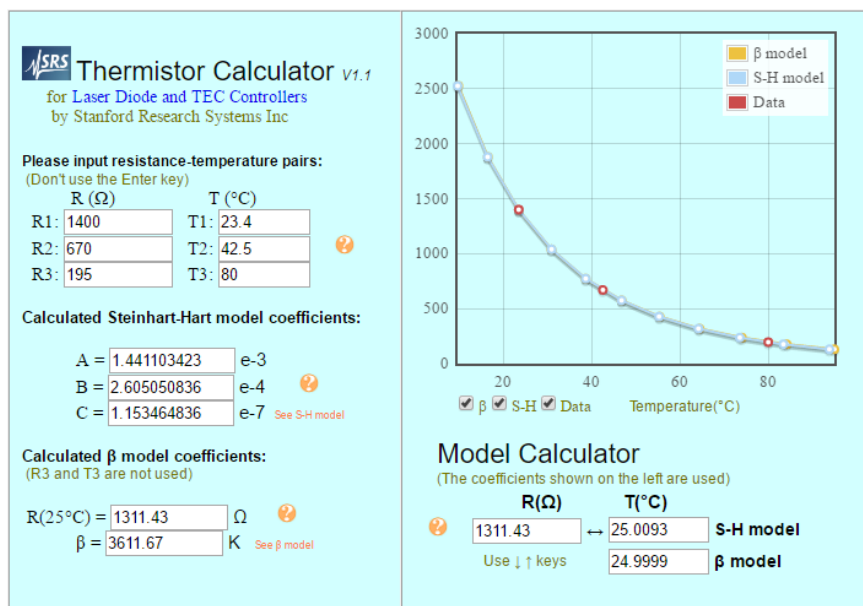 SRS Thermistor Calculator V1.1
for Laser Diode and TEC Controllers
by Stanford Research Systems Inc
Please input resistance-temperature pairs:
(Don't use the Enter key)
R (Ω) T (°C)
R1: 1400 T1: 23.4
R2: 670 T2: 42.5 ?
R3: 195 T3: 80
Calculated Steinhart-Hart model coefficients:
A = 1.441103423 e-3
B = 2.605050836 e-4 ?
C = 1.153464836 e-7 See S-H model
Calculated β model coefficients:
(R3 and T3 are not used)
R(25°C) = 1311.43 Ω ?
β = 3611.67 K See β model
3000
2500
2000
1500
1000
500
0
β model
S-H model
Data
20 40 60 80
β S-H Data Temperature(°C)
Model Calculator
(The coefficients shown on the left are used)
R(Ω) T(°C)
? 1311.43 ↔ 25.0093 S-H model
Use ↓ ↑ keys 24.9999 β model